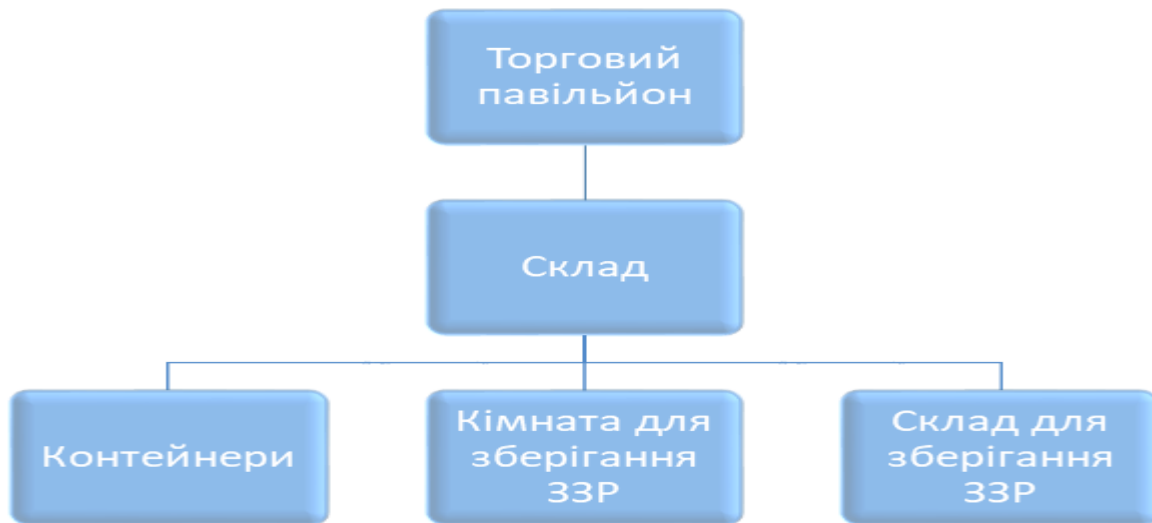 Торговий
павільйон
Склад
Контейнери
Кімната для
зберігання
ЗЗР
Склад для
зберігання
ЗЗР